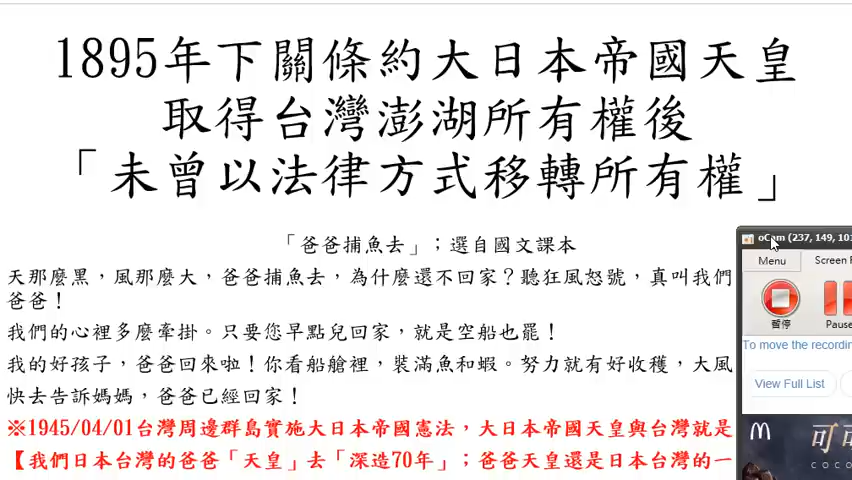 1895年下關條約大日本帝國天皇
取得台灣澎湖所有權後
「未曾以法律方式移轉所有權」
「爸爸捕魚去」；選自國文課本
天那麼黑，風那麼大，爸爸捕魚去，為什麼還不回家？聽狂風怒號，真叫我們
爸爸！
我們的心裡多麼牽掛。只要您早點兒回家，就是空船也罷！
我的好孩子，爸爸回來啦！你看船艙裡，裝滿魚和蝦。努力就有好收穫，大風
快去告訴媽媽，爸爸已經回家！
※1945/04/01台灣周邊群島實施大日本帝國憲法，大日本帝國天皇與台灣就是
【我們日本台灣的爸爸「天皇」去「深造70年」；爸爸天皇還是日本台灣的一
oCam (237, 149, 103
Menu
Screen R
暫停
Pause
To move the recordin
View Full List
可
COCO